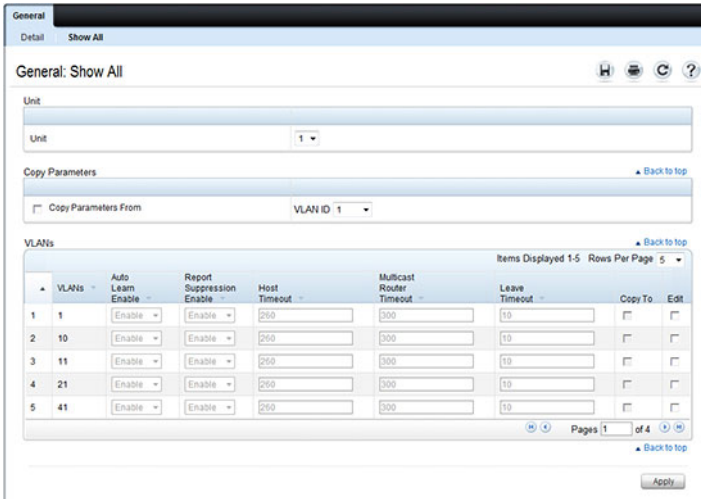 General
Detail Show All
General: Show All
Unit
Unit 1
Copy Parameters Back to top
Copy Parameters From VLAN ID 1
VLANs Back to top
Items Displayed 1-5 Rows Per Page 5
VLANs Auto Learn Enable Report Suppression Enable Host Timeout Multicast Router Timeout Leave Timeout Copy To Edit
1 1 Enable Enable 260 300 10
2 10 Enable Enable 260 300 10
3 11 Enable Enable 260 300 10
4 21 Enable Enable 260 300 10
5 41 Enable Enable 260 300 10
Pages 1 of 4
Back to top
Apply